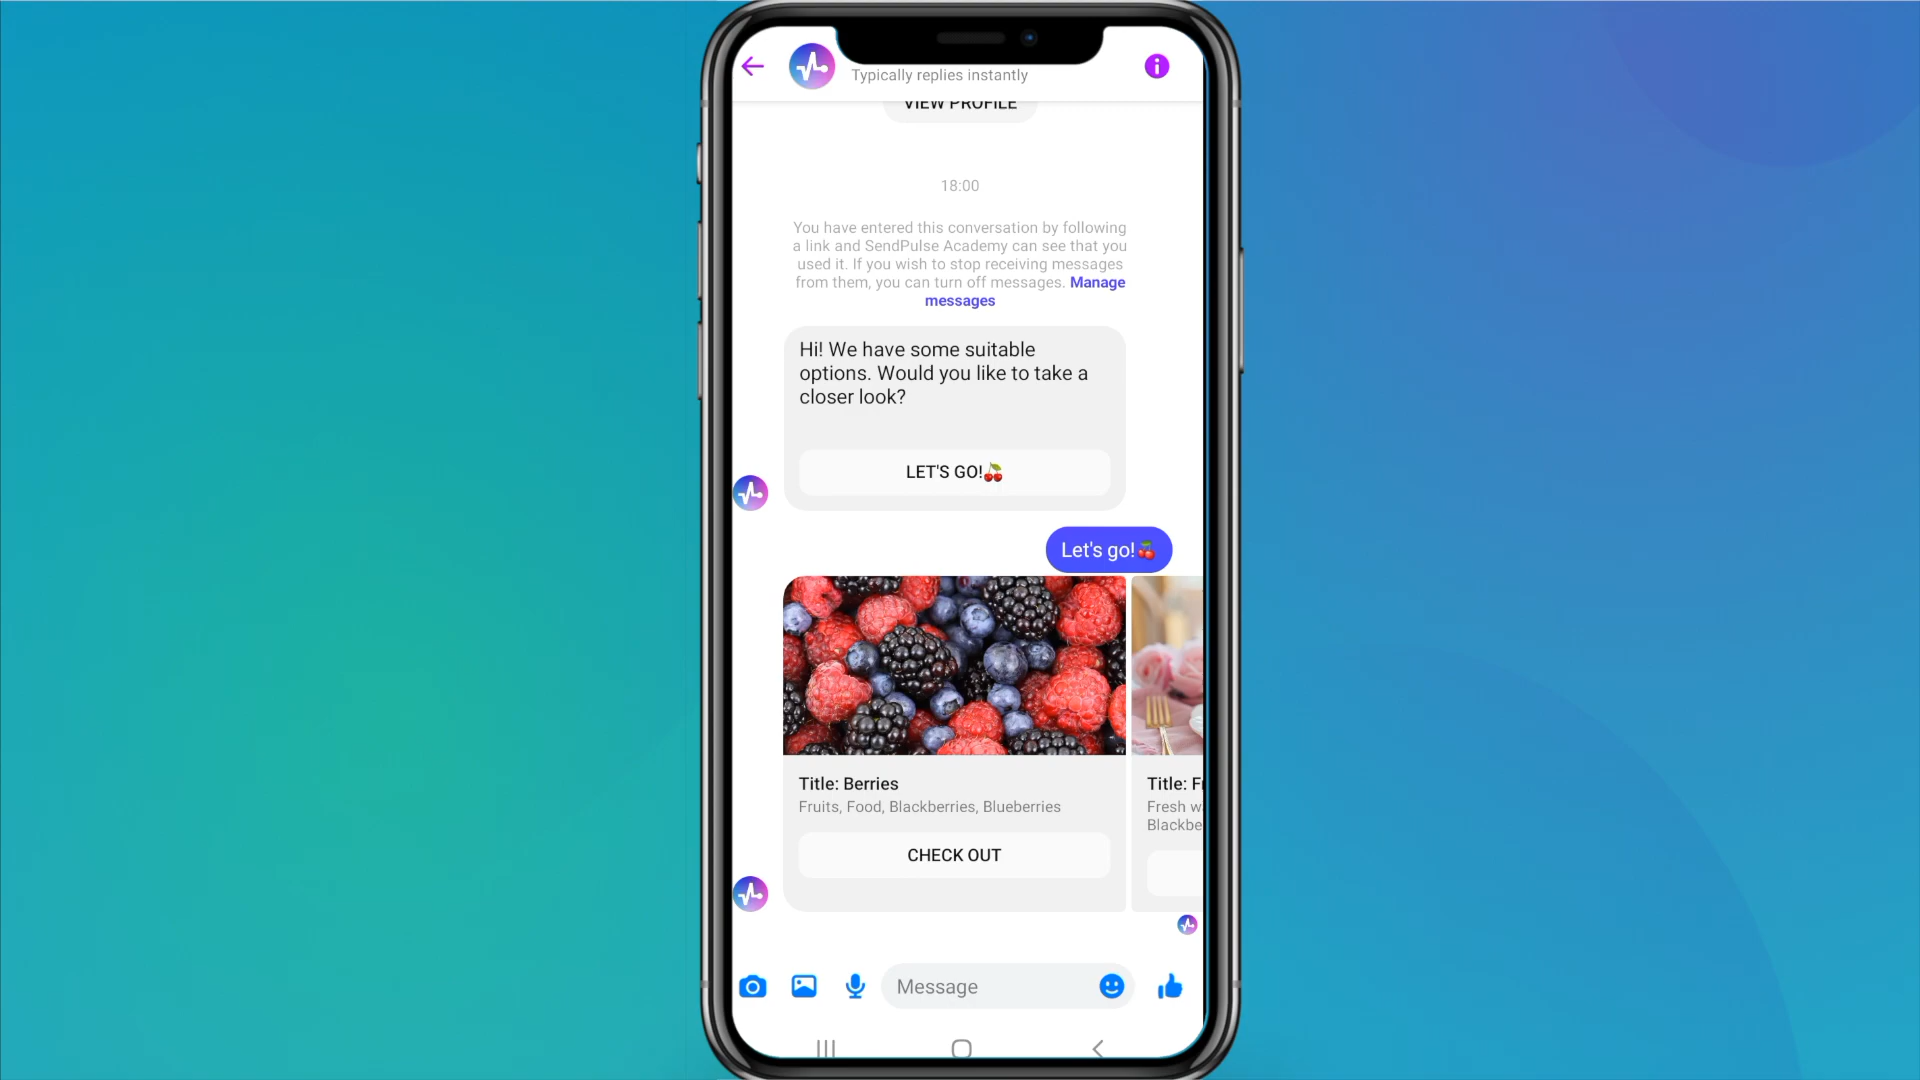 Typically replies instantly
VIEW PROFILE
18:00
You have entered this conversation by following
a link and SendPulse Academy can see that you
used it. If you wish to stop receiving messages
from them, you can turn off messages. Manage
messages
Hi! We have some suitable
options. Would you like to take a
closer look?
LET'S GO!🍒
Let's go!🍒
Title: Berries
Fruits, Food, Blackberries, Blueberries
CHECK OUT
Title:
Fresh
Message